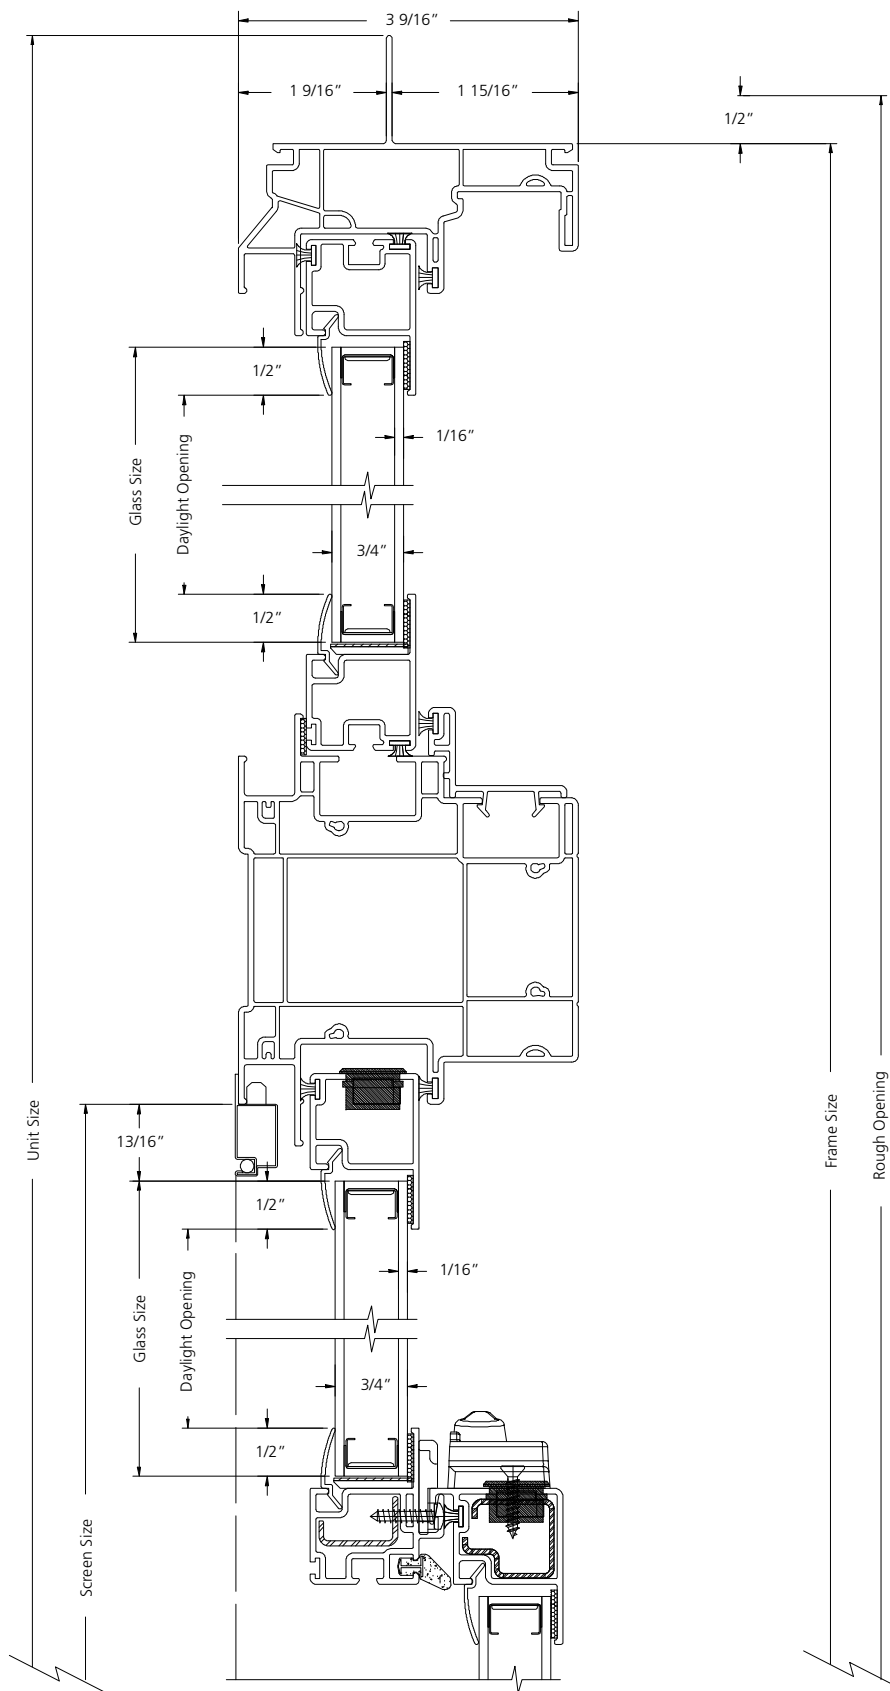 3 9/16”
1 9/16”
1 15/16”
1/2”
1/2”
1/16”
Glass Size
Daylight Opening
3/4”
1/2”
Unit Size
Frame Size
Rough Opening
13/16”
1/2”
1/16”
Glass Size
Daylight Opening
3/4”
1/2”
Screen Size